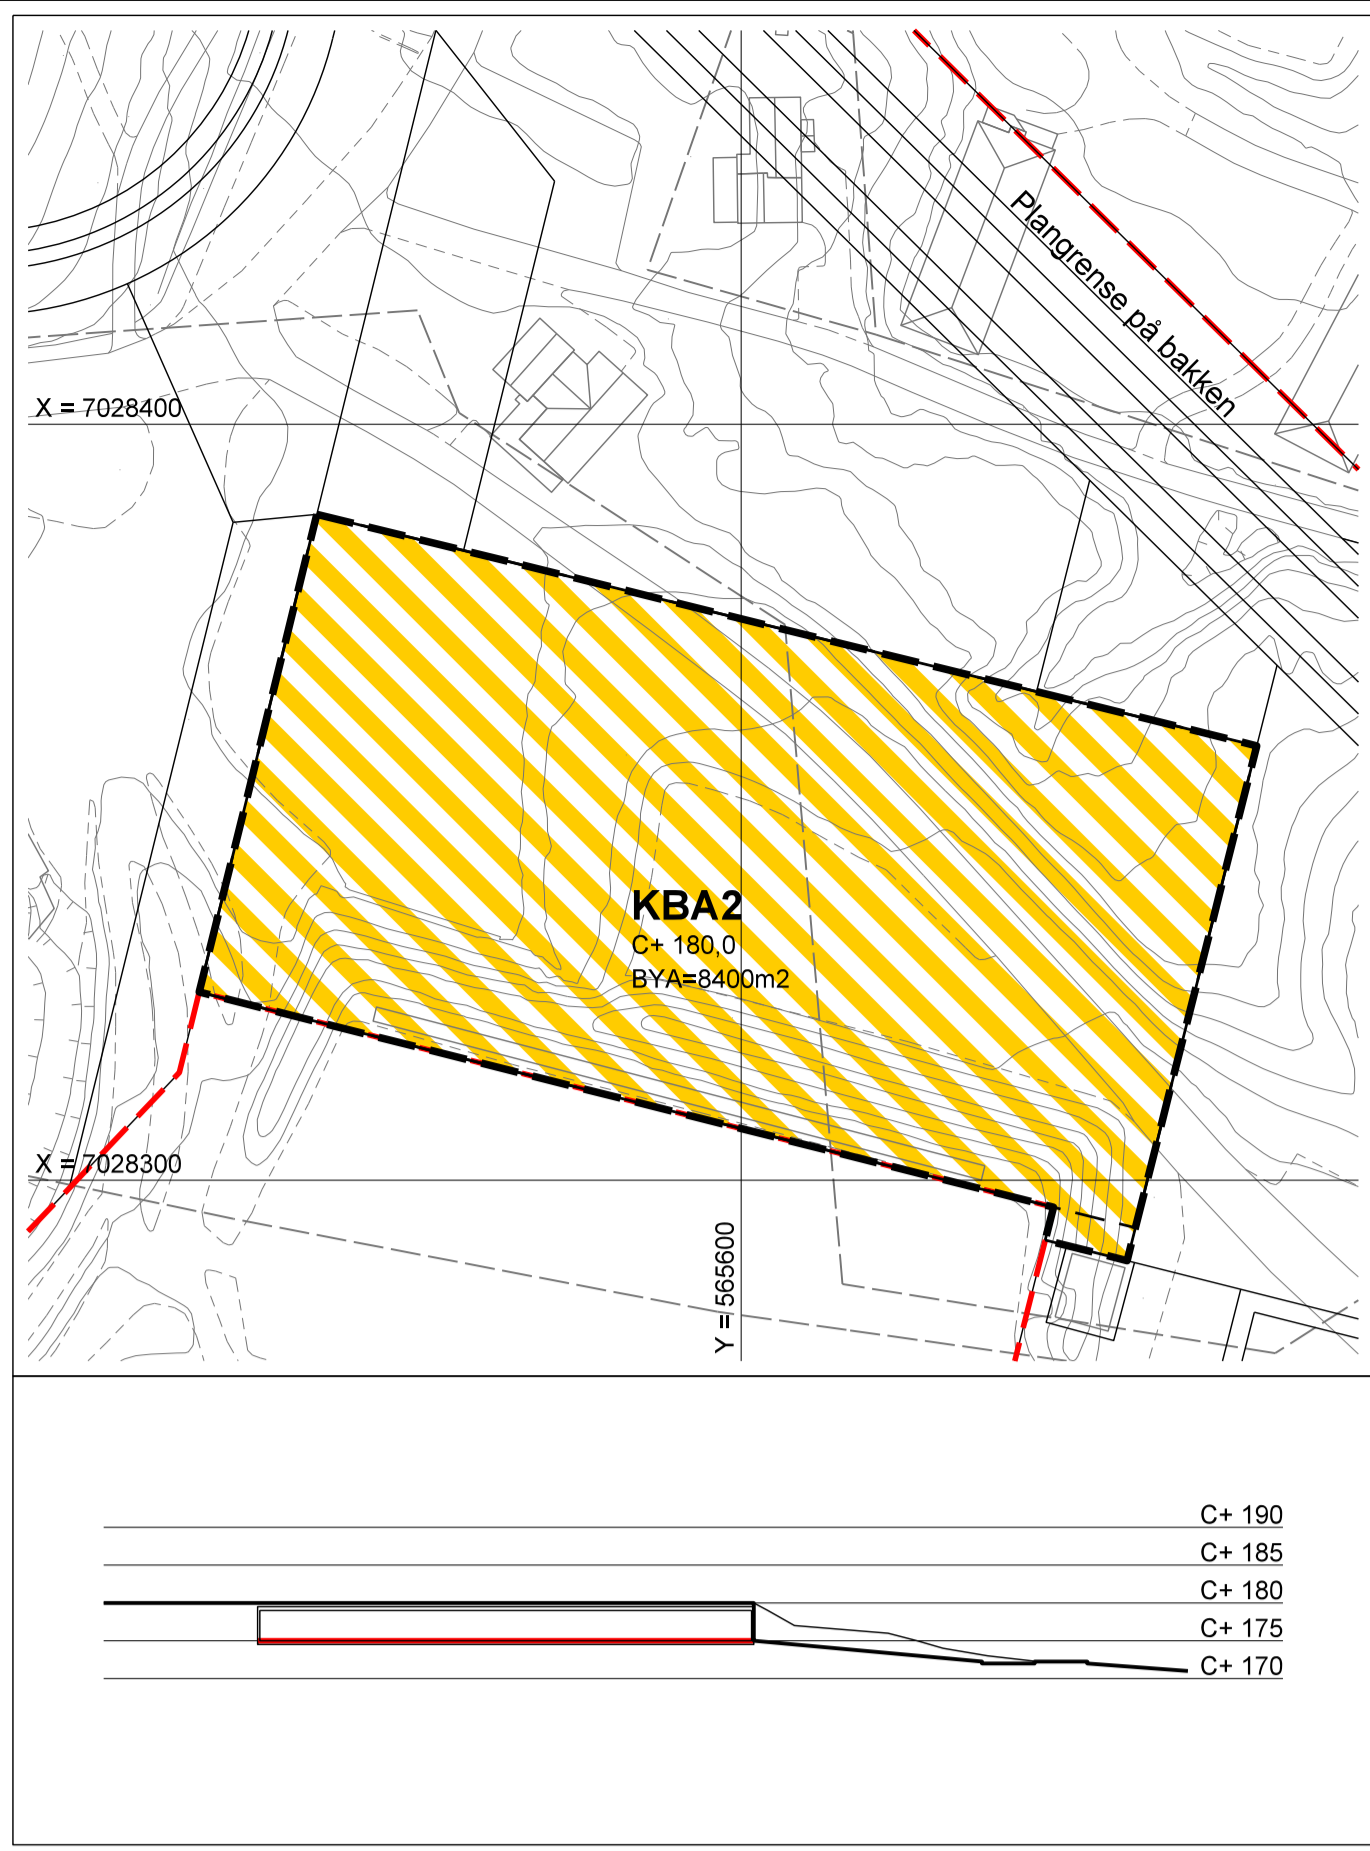 Plangrense på bakken
X = 7028400
KBA2
C+ 180,0
BYA=8400m2
X = 7028300
Y = 565600
C+ 190
C+ 185
C+ 180
C+ 175
C+ 170